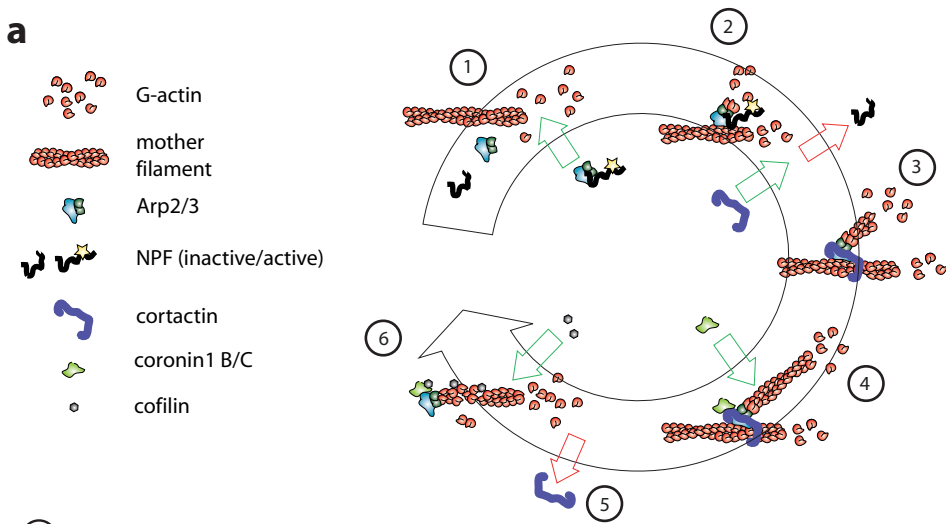 a
G-actin
mother
filament
Arp2/3
NPF (inactive/active)
cortactin
coronin1 B/C
cofilin
1
2
3
4
5
6